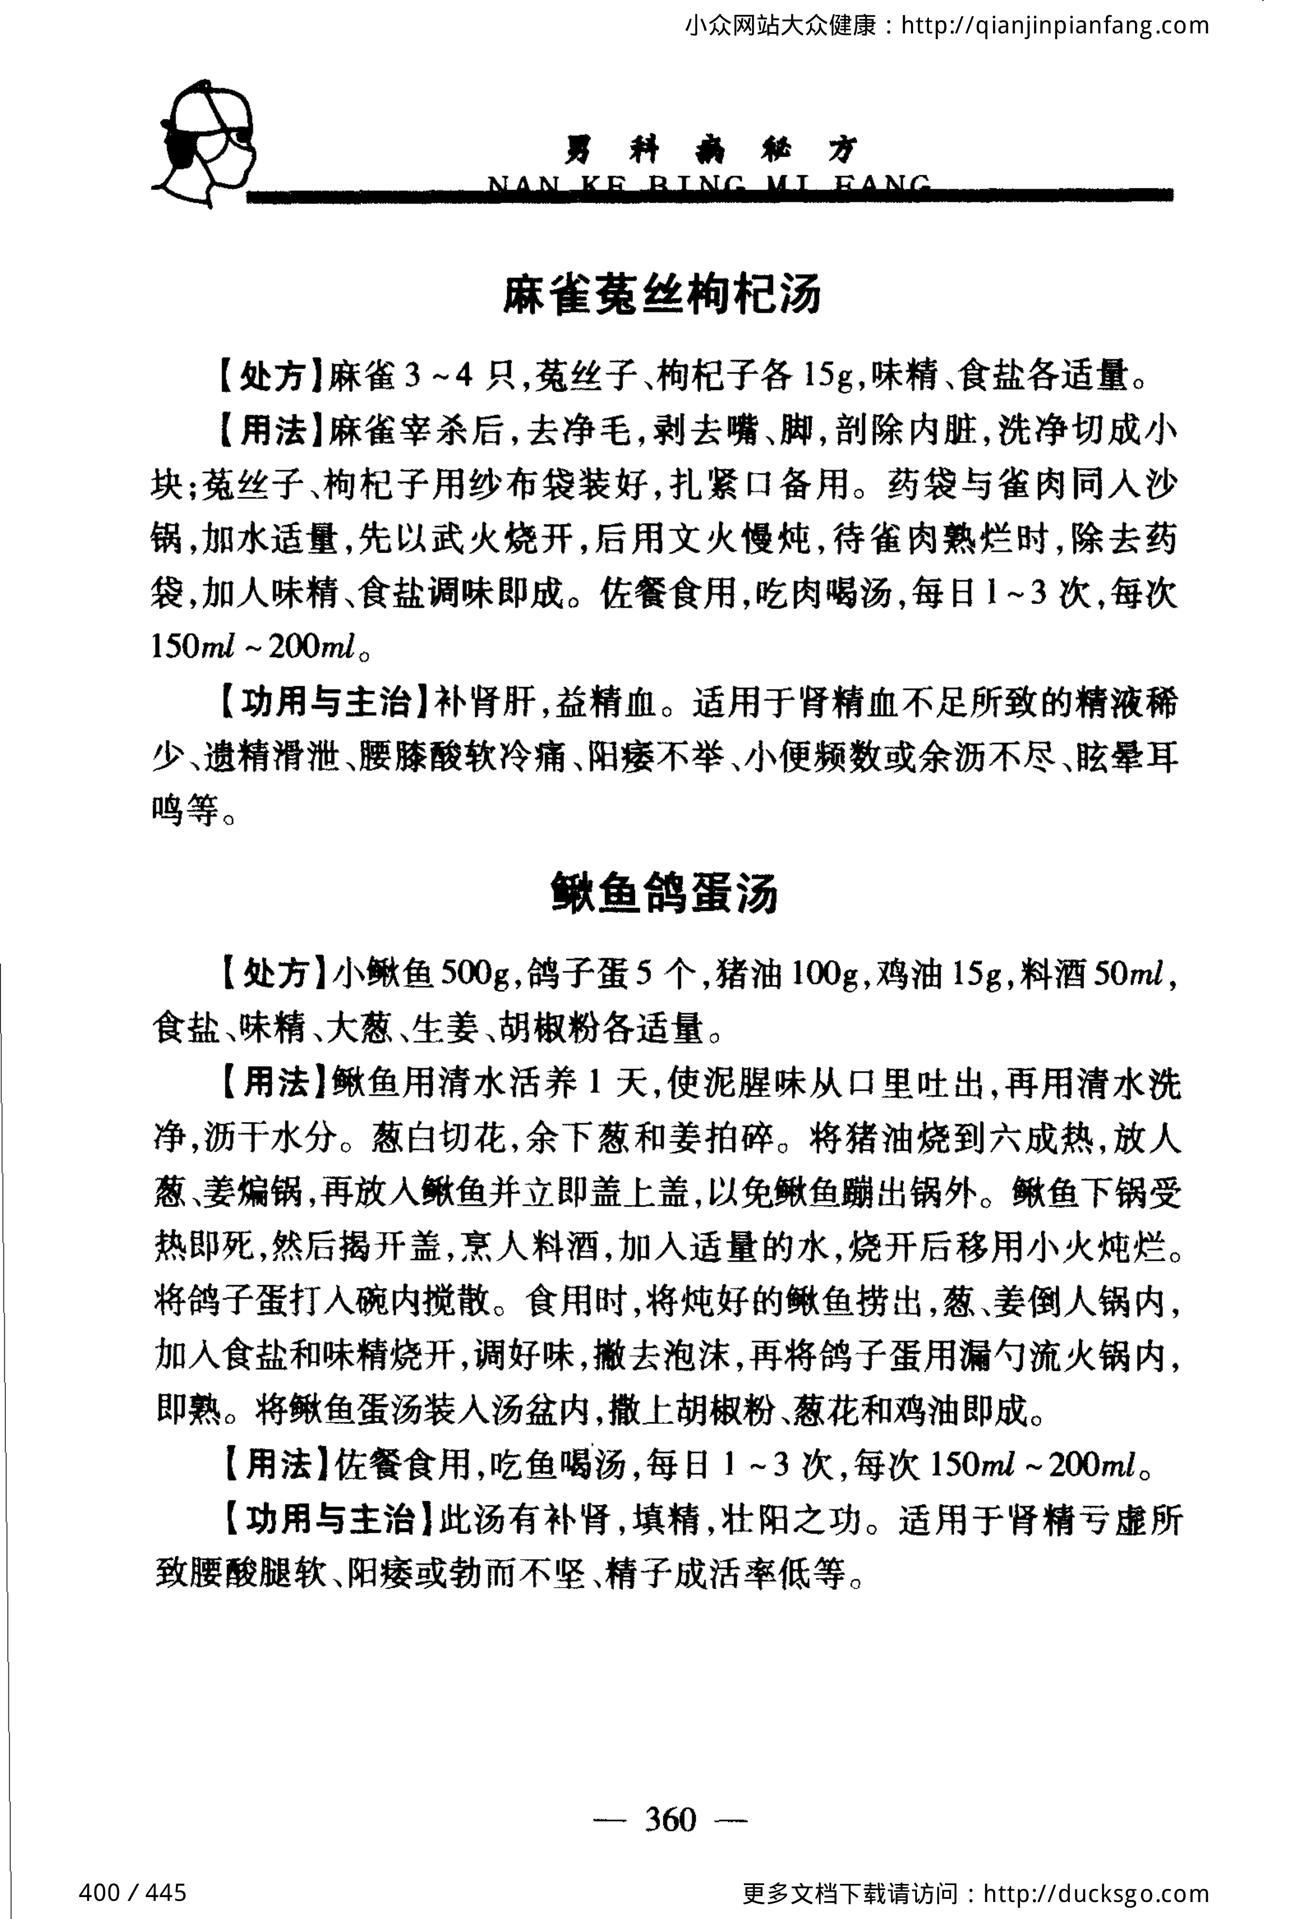 小众网站大众健康：http://qianjinpianfang.com
男科病秘方
NAN KE BING MI FANG
麻雀菟丝枸杞汤
【处方】麻雀3~4只,菟丝子、枸杞子各15g,味精、食盐各适量。
【用法】麻雀宰杀后,去净毛,剥去嘴、脚,剖除内脏,洗净切成小
块;菟丝子、枸杞子用纱布袋装好,扎紧口备用。药袋与雀肉同人沙
锅,加水适量,先以武火烧开,后用文火慢炖,待雀肉熟烂时,除去药
袋,加人味精、食盐调味即成。佐餐食用,吃肉喝汤,每日1~3次,每次
150ml~200ml。
【功用与主治】补肾肝,益精血。适用于肾精血不足所致的精液稀
少、遗精滑泄、腰膝酸软冷痛、阳痿不举、小便频数或余沥不尽、眩晕耳
鸣等。
鳅鱼鸽蛋汤
【处方】小鳅鱼500g,鸽子蛋5个,猪油100g,鸡油15g,料酒50ml,
食盐、味精、大葱、生姜、胡椒粉各适量。
【用法】鳅鱼用清水活养1天,使泥腥味从口里吐出,再用清水洗
净,沥干水分。葱白切花,余下葱和姜拍碎。将猪油烧到六成热,放人
葱、姜煸锅,再放入鳅鱼并立即盖上盖,以免鳅鱼蹦出锅外。鳅鱼下锅受
热即死,然后揭开盖,烹人料酒,加入适量的水,烧开后移用小火炖烂。
将鸽子蛋打入碗内搅散。食用时,将炖好的鳅鱼捞出,葱、姜倒人锅内,
加入食盐和味精烧开,调好味,撇去泡沫,再将鸽子蛋用漏勺流火锅内,
即熟。将鳅鱼蛋汤装入汤盆内,撒上胡椒粉、葱花和鸡油即成。
【用法】佐餐食用,吃鱼喝汤,每日1~3次,每次150ml~200ml。
【功用与主治】此汤有补肾,填精,壮阳之功。适用于肾精亏虚所
致腰酸腿软、阳痿或勃而不坚、精子成活率低等。
— 360 —
400 / 445
更多文档下载请访问：http://ducksgo.com